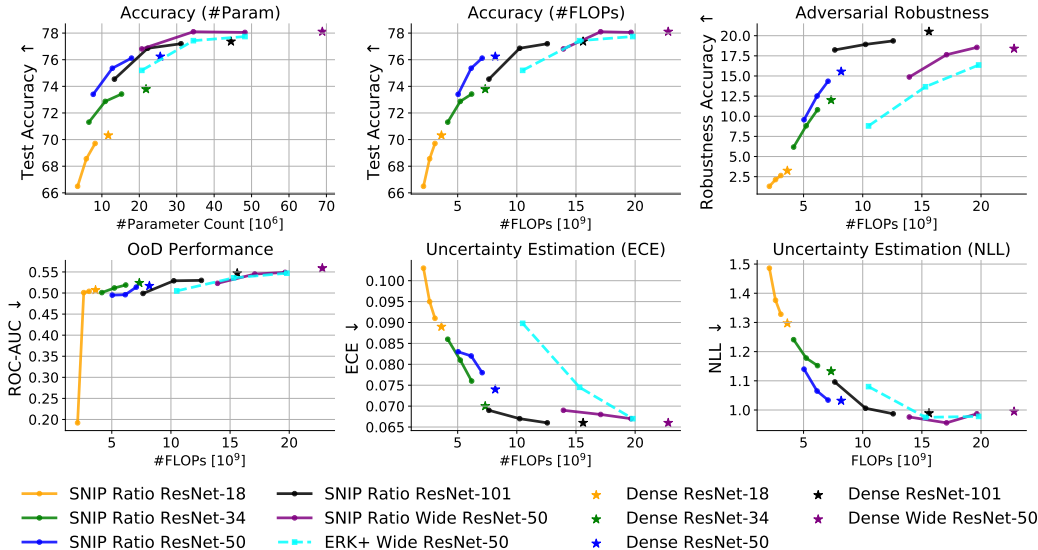 Accuracy (#Param)
Test Accuracy ↑
78
76
74
72
70
68
66
10 20 30 40 50 60 70
#Parameter Count [10⁶]
Accuracy (#FLOPs)
Test Accuracy ↑
78
76
74
72
70
68
66
5 10 15 20
#FLOPs [10⁹]
Adversarial Robustness
Robustness Accuracy ↑
20.0
17.5
15.0
12.5
10.0
7.5
5.0
2.5
5 10 15 20
#FLOPs [10⁹]
OoD Performance
ROC-AUC ↓
0.55
0.50
0.45
0.40
0.35
0.30
0.25
0.20
5 10 15 20
#FLOPs [10⁹]
Uncertainty Estimation (ECE)
ECE ↓
0.100
0.095
0.090
0.085
0.080
0.075
0.070
0.065
5 10 15 20
#FLOPs [10⁹]
Uncertainty Estimation (NLL)
NLL ↓
1.5
1.4
1.3
1.2
1.1
1.0
5 10 15 20
FLOPs [10⁹]
SNIP Ratio ResNet-18
SNIP Ratio ResNet-34
SNIP Ratio ResNet-50
SNIP Ratio ResNet-101
SNIP Ratio Wide ResNet-50
ERK+ Wide ResNet-50
Dense ResNet-18
Dense ResNet-34
Dense ResNet-50
Dense ResNet-101
Dense Wide ResNet-50